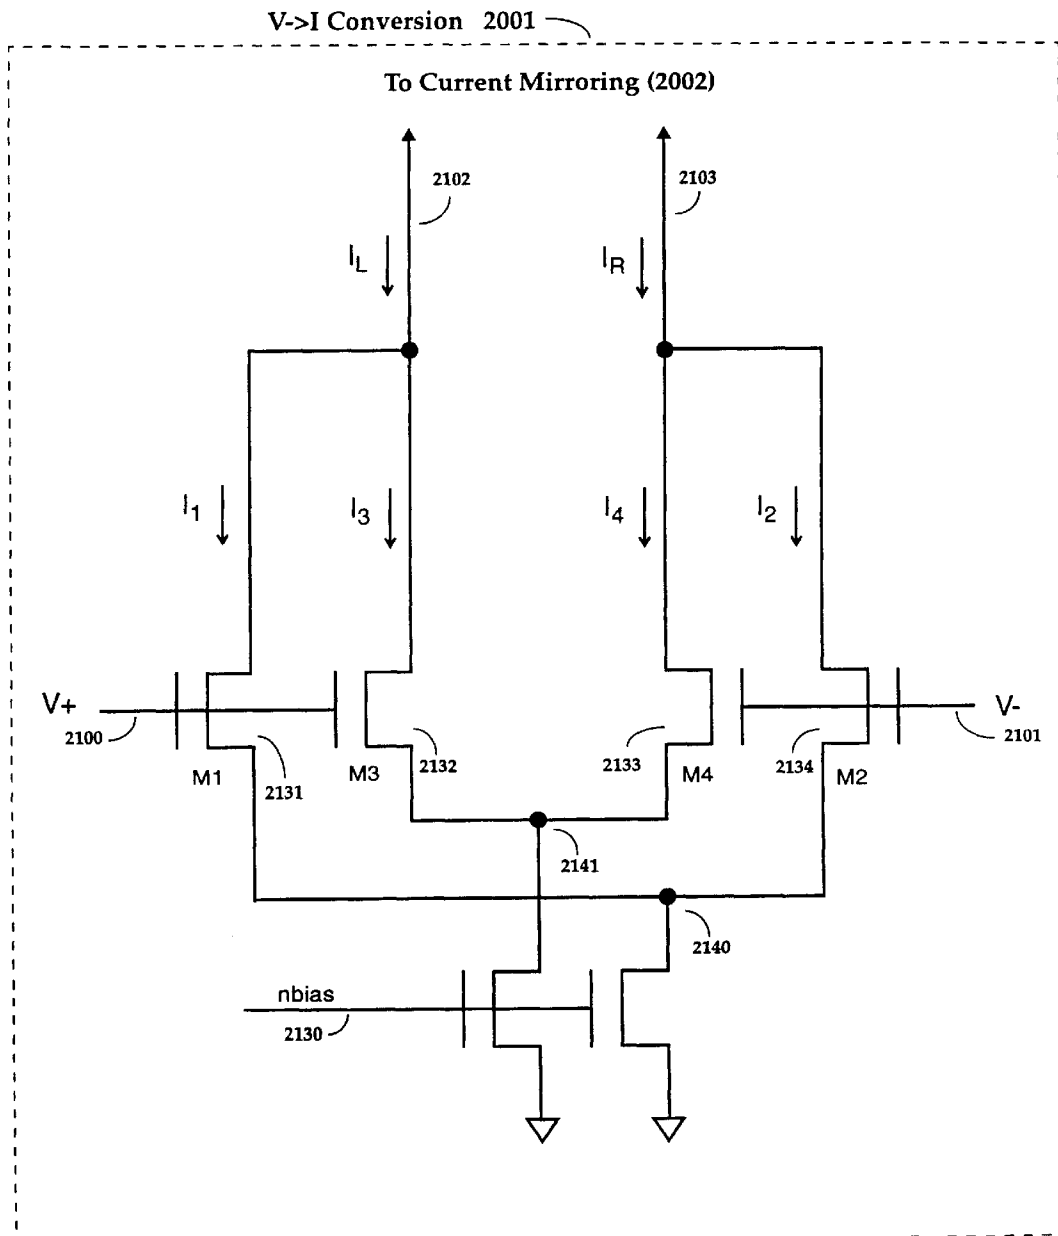 V->I Conversion 2001
To Current Mirroring (2002)
2102
2103
IL
IR
I1
I3
I4
I2
V+
2100
V-
2101
M1
2131
M3
2132
2133
M4
2134
M2
2141
2140
nbias
2130